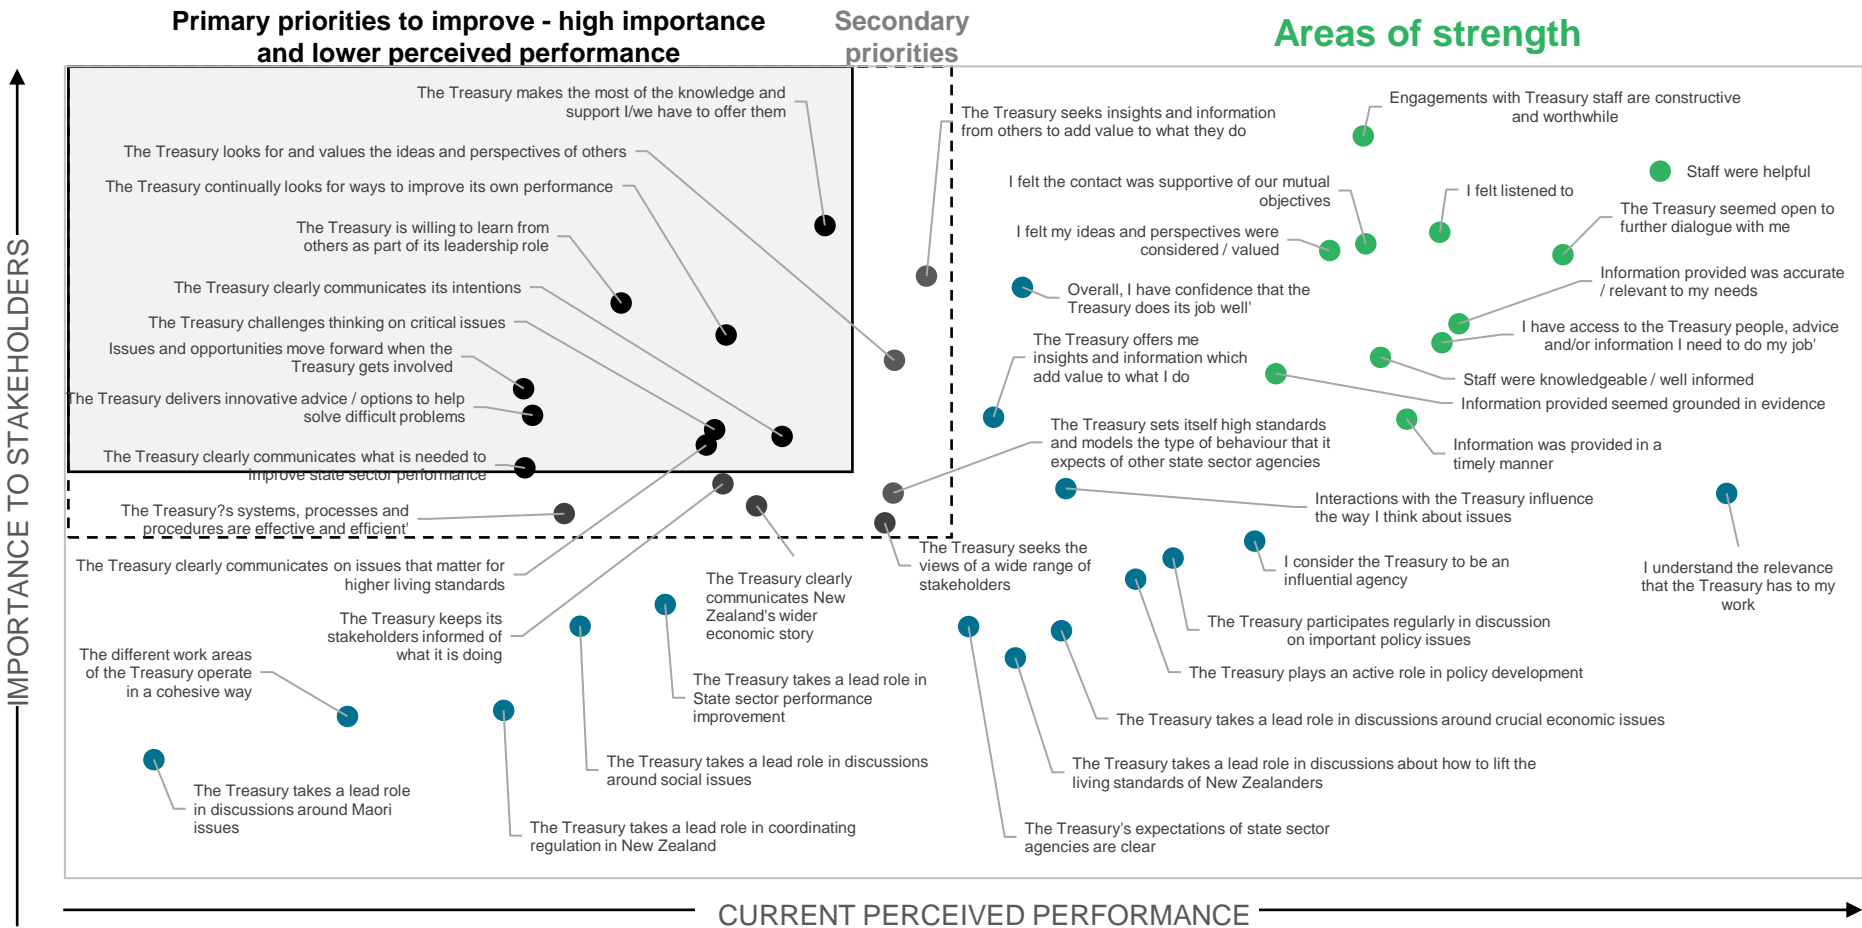 Primary priorities to improve - high importance
and lower perceived performance
Secondary
priorities
Areas of strength
IMPORTANCE TO STAKEHOLDERS
The Treasury makes the most of the knowledge and
support I/we have to offer them
The Treasury looks for and values the ideas and perspectives of others
The Treasury continually looks for ways to improve its own performance
The Treasury is willing to learn from
others as part of its leadership role
The Treasury clearly communicates its intentions
The Treasury challenges thinking on critical issues
Issues and opportunities move forward when the
Treasury gets involved
The Treasury delivers innovative advice / options to help
solve difficult problems
The Treasury clearly communicates what is needed to
improve state sector performance
The Treasury?s systems, processes and
procedures are effective and efficient'
The Treasury clearly communicates on issues that matter for
higher living standards
The Treasury keeps its
stakeholders informed of
what it is doing
The different work areas
of the Treasury operate
in a cohesive way
The Treasury takes a lead role
in discussions around Maori
issues
The Treasury takes a lead role in coordinating
regulation in New Zealand
The Treasury takes a lead role in discussions
around social issues
The Treasury takes a lead role in
State sector performance
improvement
The Treasury clearly
communicates New
Zealand's wider
economic story
The Treasury seeks the
views of a wide range of
stakeholders
The Treasury seeks insights and information
from others to add value to what they do
I felt the contact was supportive of our mutual
objectives
I felt my ideas and perspectives were
considered / valued
Overall, I have confidence that the
Treasury does its job well'
The Treasury offers me
insights and information which
add value to what I do
The Treasury sets itself high standards
and models the type of behaviour that it
expects of other state sector agencies
Engagements with Treasury staff are constructive
and worthwhile
Staff were helpful
I felt listened to
The Treasury seemed open to
further dialogue with me
Information provided was accurate
/ relevant to my needs
I have access to the Treasury people, advice
and/or information I need to do my job'
Staff were knowledgeable / well informed
Information provided seemed grounded in evidence
Information was provided in a
timely manner
Interactions with the Treasury influence
the way I think about issues
I consider the Treasury to be an
influential agency
I understand the relevance
that the Treasury has to my
work
The Treasury participates regularly in discussion
on important policy issues
The Treasury plays an active role in policy development
The Treasury takes a lead role in discussions around crucial economic issues
The Treasury takes a lead role in discussions about how to lift the
living standards of New Zealanders
The Treasury's expectations of state sector
agencies are clear
CURRENT PERCEIVED PERFORMANCE